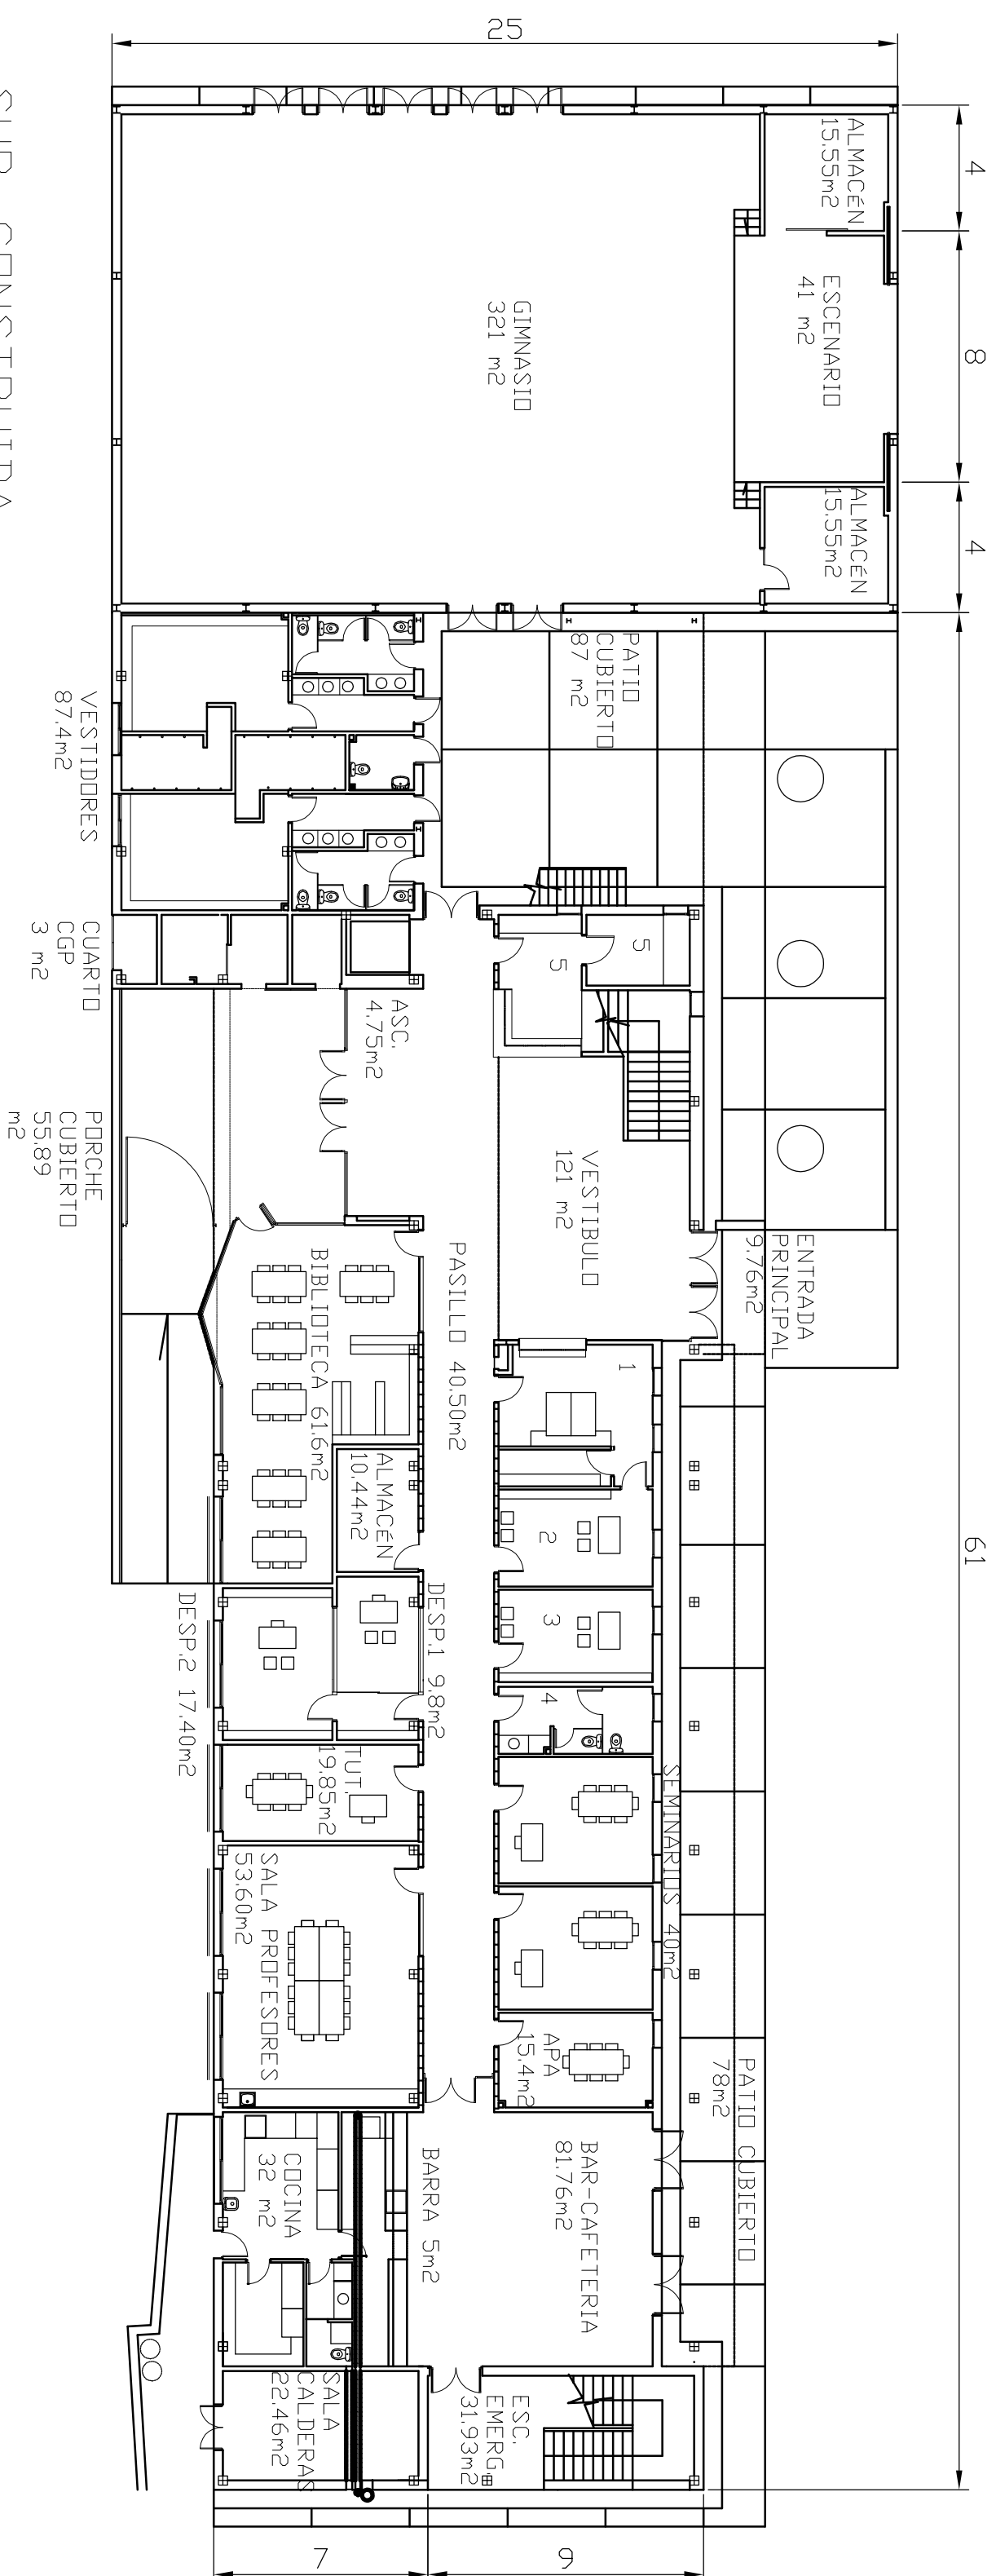 25
4
8
4
61
ALMACÉN
15.55m2
ESCENARIO
41 m2
ALMACÉN
15.55m2
GIMNASIO
321 m2
PATIO
CUBIERTO
87 m2
VESTIDORES
87.4m2
CUARTO
CGP
3 m2
5
5
ASC.
4.75m2
PORCHE
CUBIERTO
55.89
m2
VESTIBULO
121 m2
ENTRADA
PRINCIPAL
9.76m2
PASILLO 40.50m2
BIBLIOTECA 61.6m2
ALMACÉN
10.44m2
1
2
3
4
DESP.1 9.8m2
DESP.2 17.40m2
TUT.
19.85m2
SEMINARIOS 40m2
SALA PROFESORES
53.60m2
APA
15.4m2
PATIO CUBIERTO
78m2
BAR-CAFETERIA
81.76m2
BARRA 5m2
COCINA
32 m2
ESC.
EMERG.
31.93m2
SALA
CALDERAS
22.46m2
7
9
SUP. CONSTRUIDA